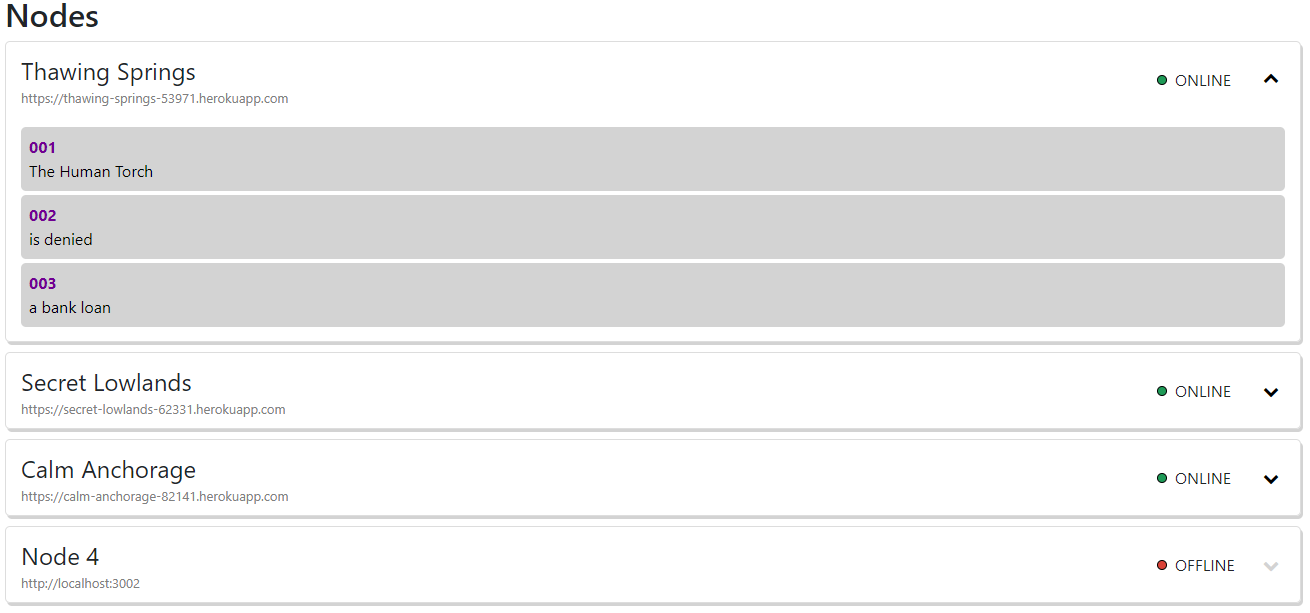 Nodes
Thawing Springs
https://thawing-springs-53971.herokuapp.com
ONLINE
001
The Human Torch
002
is denied
003
a bank loan
Secret Lowlands
https://secret-lowlands-62331.herokuapp.com
ONLINE
Calm Anchorage
https://calm-anchorage-82141.herokuapp.com
ONLINE
Node 4
http://localhost:3002
OFFLINE